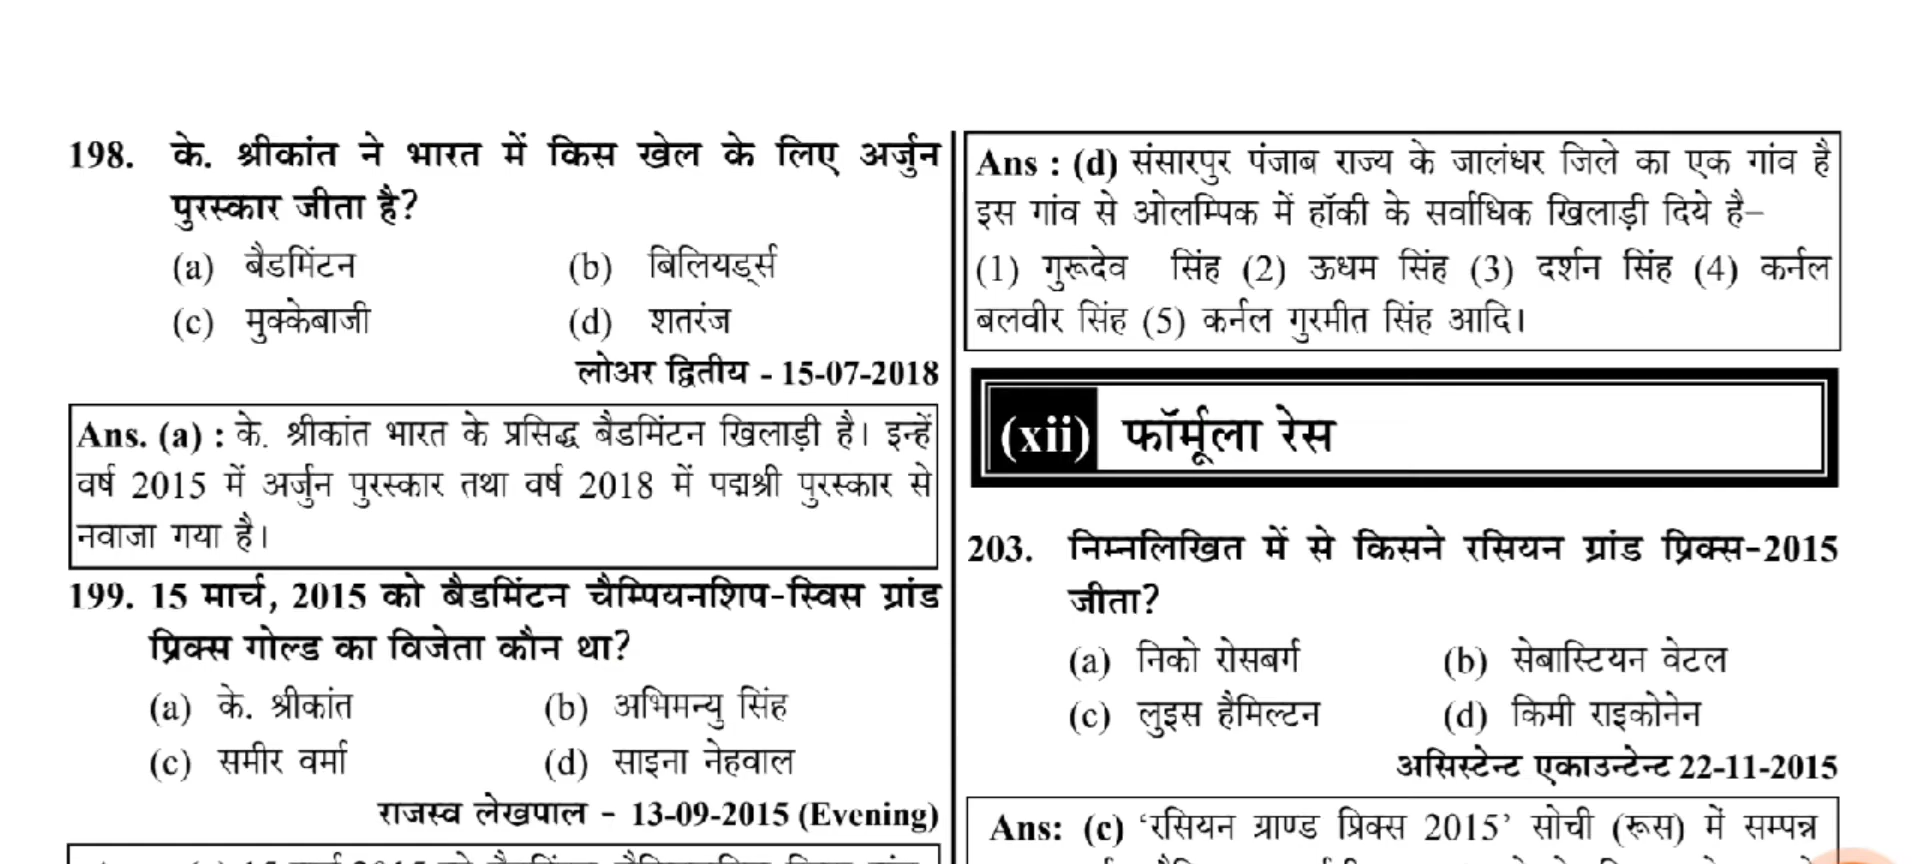 198. के. श्रीकांत ने भारत में किस खेल के लिए अर्जुन
पुरस्कार जीता है?
(a) बैडमिंटन (b) बिलियर्ड्स
(c) मुक्केबाजी (d) शतरंज
लोअर द्वितीय - 15-07-2018
Ans. (a) : के. श्रीकांत भारत के प्रसिद्ध बैडमिंटन खिलाड़ी है। इन्हें
वर्ष 2015 में अर्जुन पुरस्कार तथा वर्ष 2018 में पद्मश्री पुरस्कार से
नवाजा गया है।
199. 15 मार्च, 2015 को बैडमिंटन चैम्पियनशिप-स्विस ग्रांड
प्रिक्स गोल्ड का विजेता कौन था?
(a) के. श्रीकांत (b) अभिमन्यु सिंह
(c) समीर वर्मा (d) साइना नेहवाल
राजस्व लेखपाल - 13-09-2015 (Evening)
Ans : (d) संसारपुर पंजाब राज्य के जालंधर जिले का एक गांव है
इस गांव से ओलम्पिक में हॉकी के सर्वाधिक खिलाड़ी दिये है–
(1) गुरूदेव सिंह (2) ऊधम सिंह (3) दर्शन सिंह (4) कर्नल
बलवीर सिंह (5) कर्नल गुरमीत सिंह आदि।
(xii) फॉर्मूला रेस
203. निम्नलिखित में से किसने रसियन ग्रांड प्रिक्स-2015
जीता?
(a) निको रोसबर्ग (b) सेबास्टियन वेटल
(c) लुइस हैमिल्टन (d) किमी राइकोनेन
असिस्टेन्ट एकाउन्टेन्ट 22-11-2015
Ans: (c) ‘रसियन ग्राण्ड प्रिक्स 2015’ सोची (रूस) में सम्पन्न